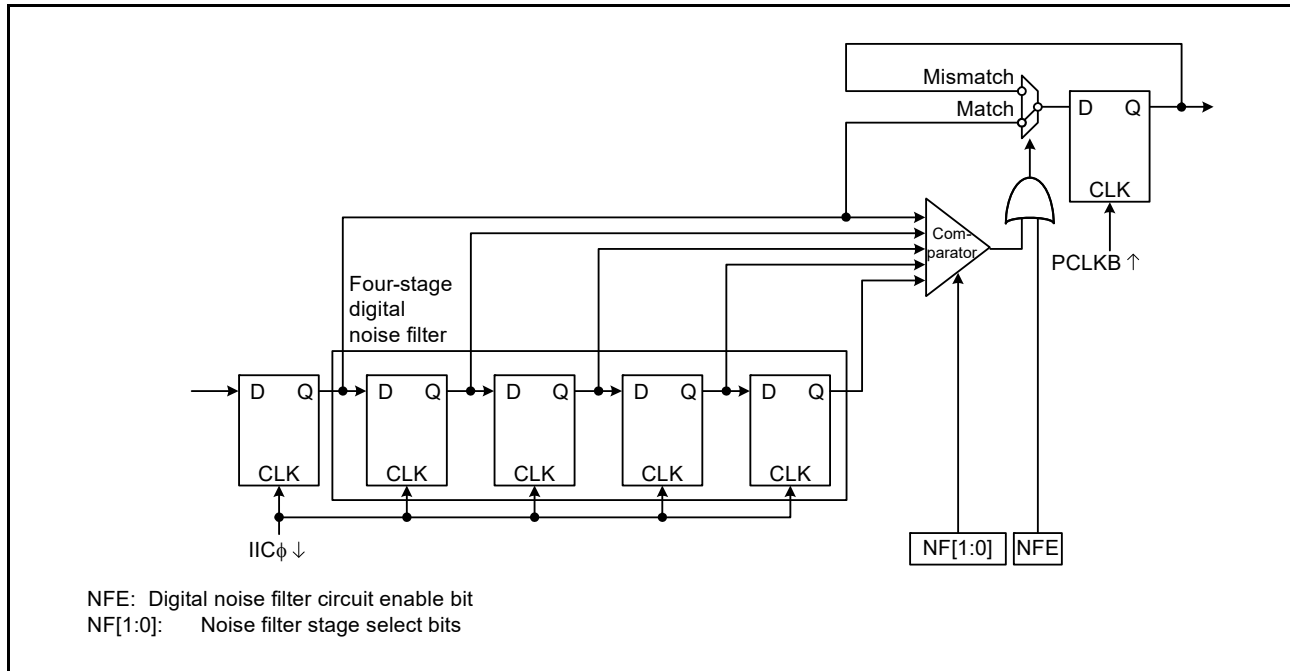 Mismatch
Match
D Q
CLK
PCLKB ↑
Com-
parator
Four-stage
digital
noise filter
D Q
CLK
D Q
CLK
D Q
CLK
D Q
CLK
D Q
CLK
IICϕ ↓
NF[1:0]
NFE
NFE: Digital noise filter circuit enable bit
NF[1:0]: Noise filter stage select bits